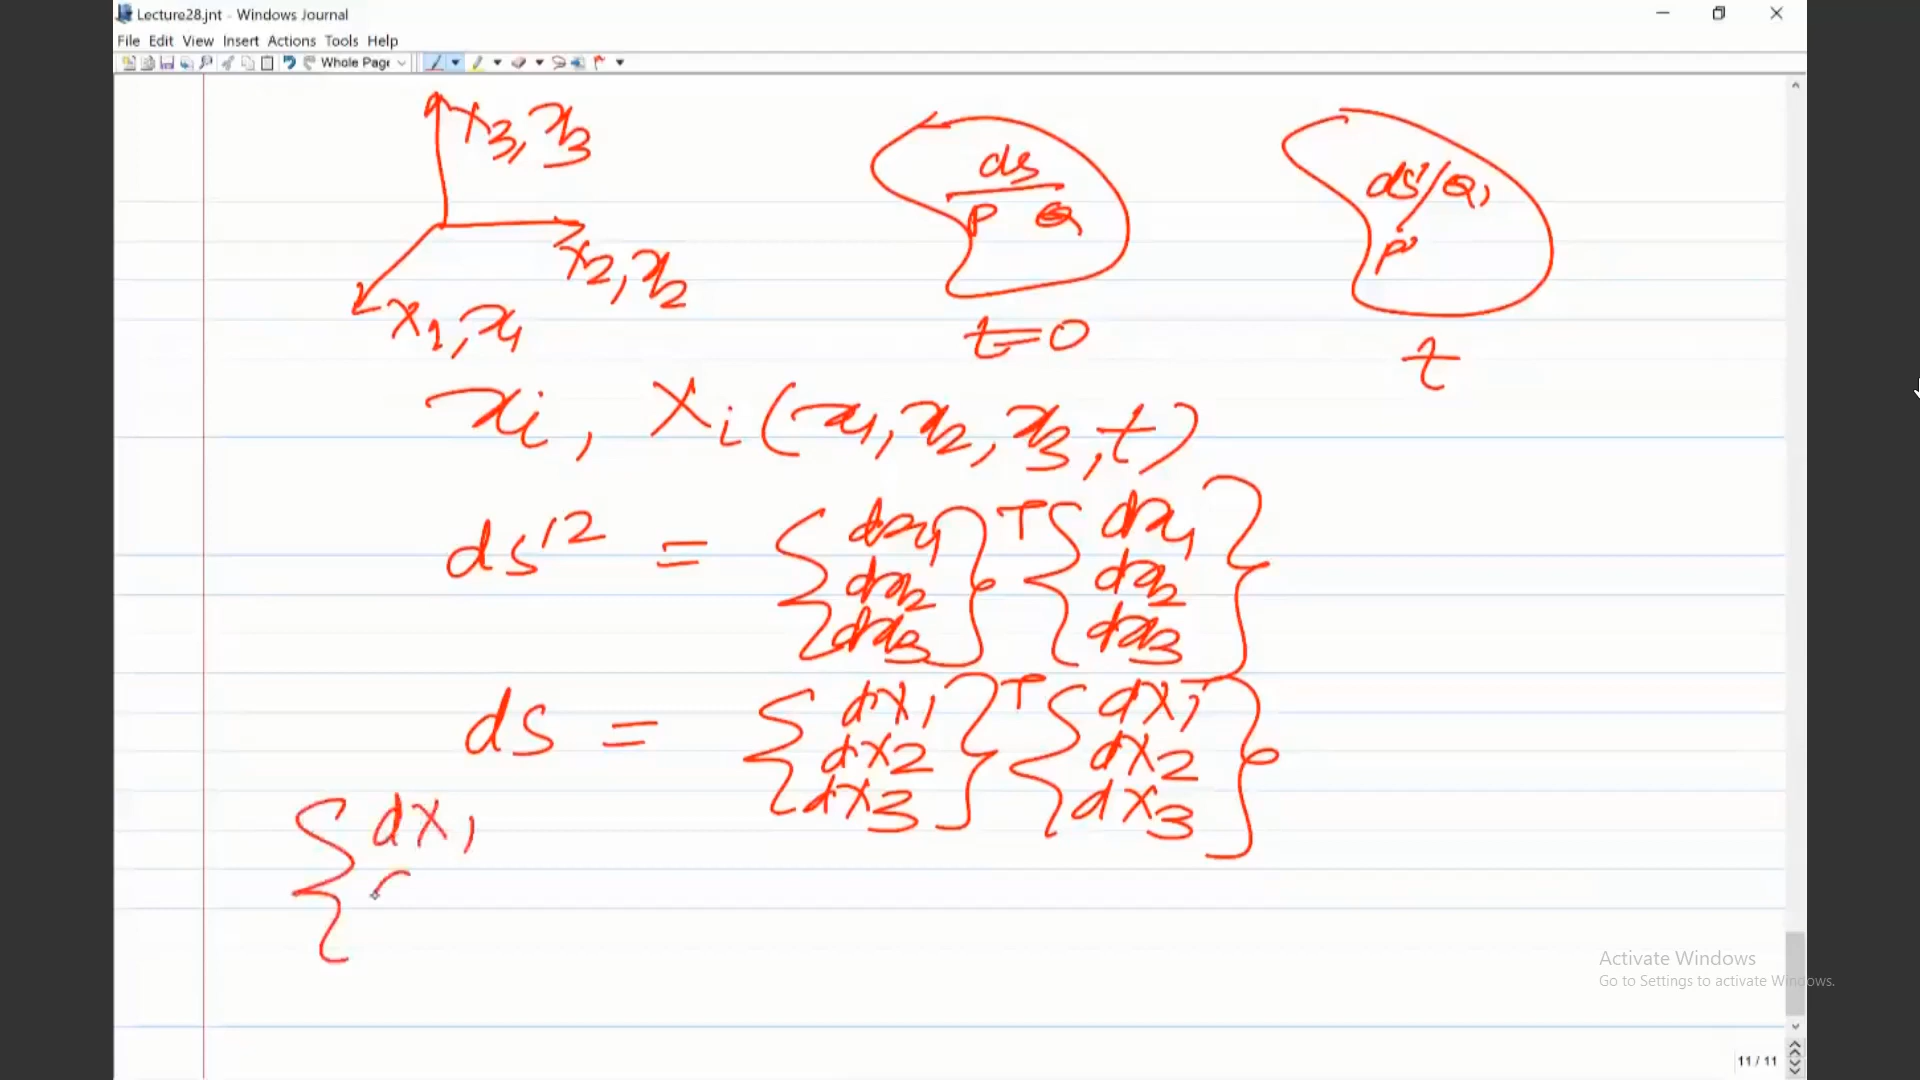 Lecture28.jnt - Windows Journal
File Edit View Insert Actions Tools Help
Whole Page
X3, x3
X2, x2
X1, x1
ds
P Q
t=0
ds'/Q'
P'
t
xi, Xi(x1, x2, x3, t)
ds'2 = {dx1 dx2 dx3}T {dx1 dx2 dx3}
ds = {dX1 dX2 dX3}T {dX1 dX2 dX3}
{dX1
Activate Windows
Go to Settings to activate Windows.
11 / 11